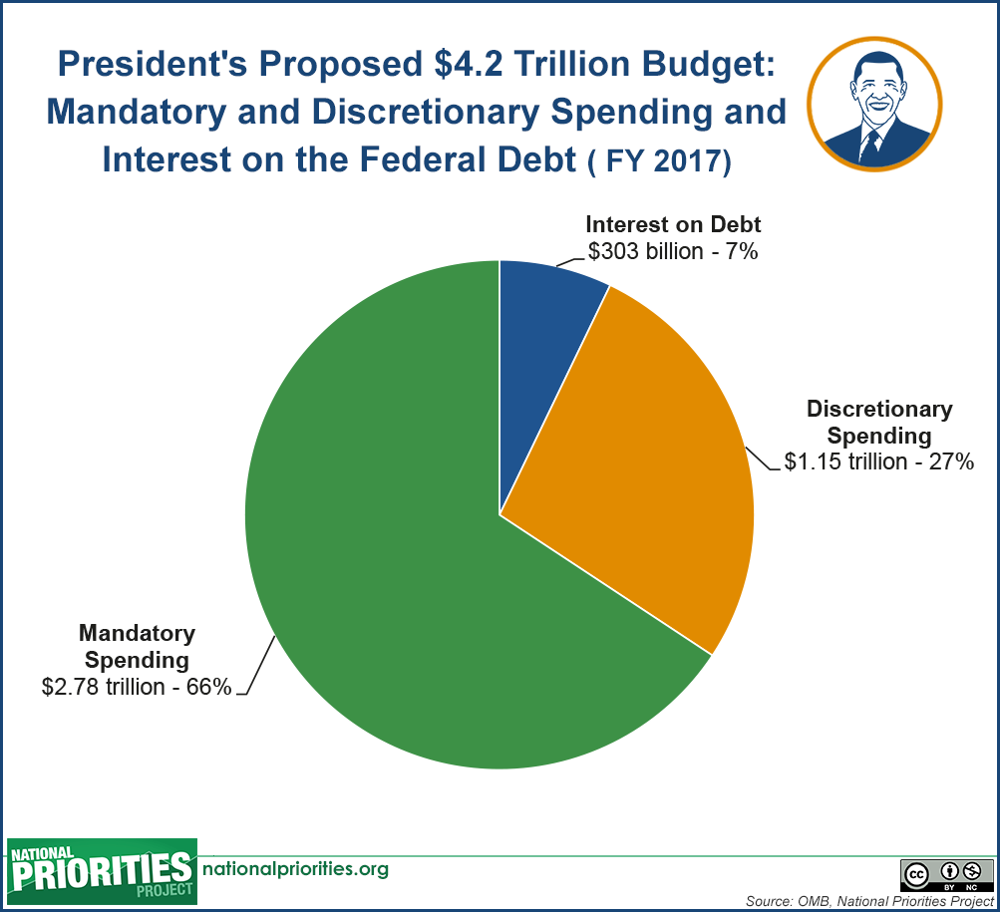 President's Proposed $4.2 Trillion Budget:
Mandatory and Discretionary Spending and
Interest on the Federal Debt ( FY 2017)
Interest on Debt
$303 billion - 7%
Discretionary
Spending
$1.15 trillion - 27%
Mandatory
Spending
$2.78 trillion - 66%
NATIONAL
PRIORITIES
PROJECT
nationalpriorities.org
cc
BY NC
Source: OMB, National Priorities Project